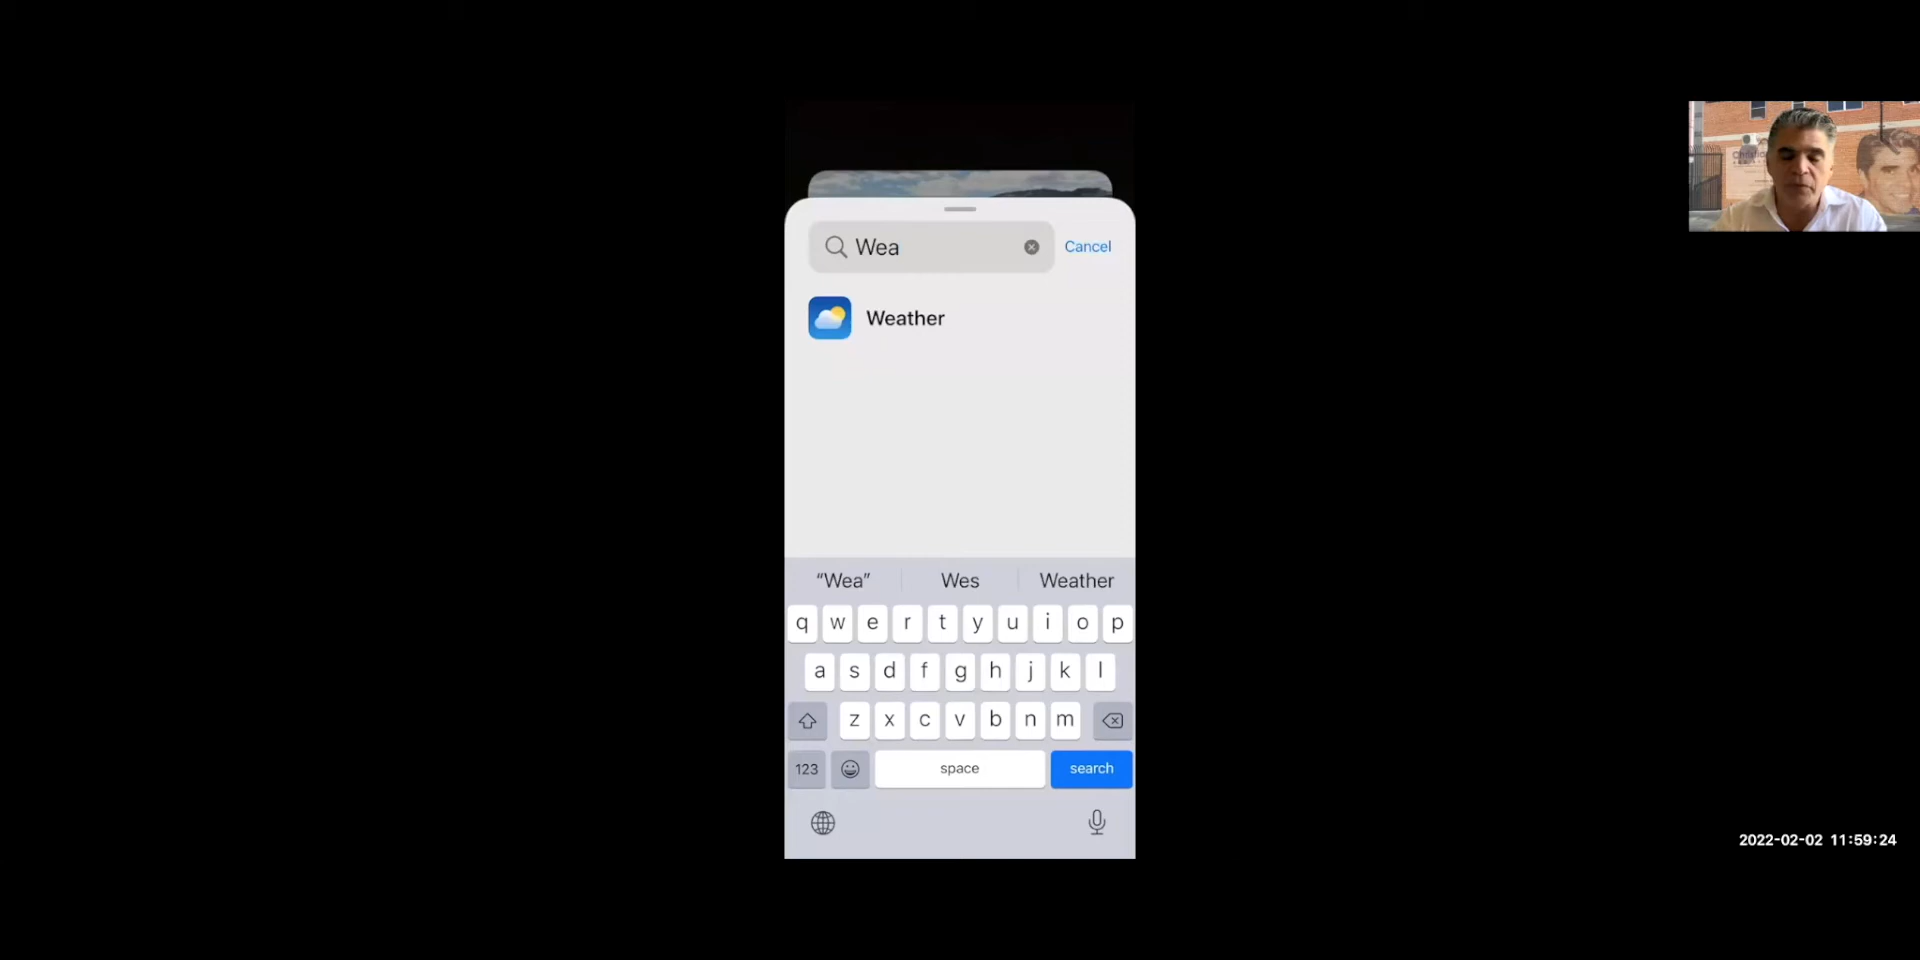 Wea
Cancel
Weather
“Wea” Wes Weather
q w e r t y u i o p
a s d f g h j k l
z x c v b n m
123 space search
2022-02-02 11:59:24